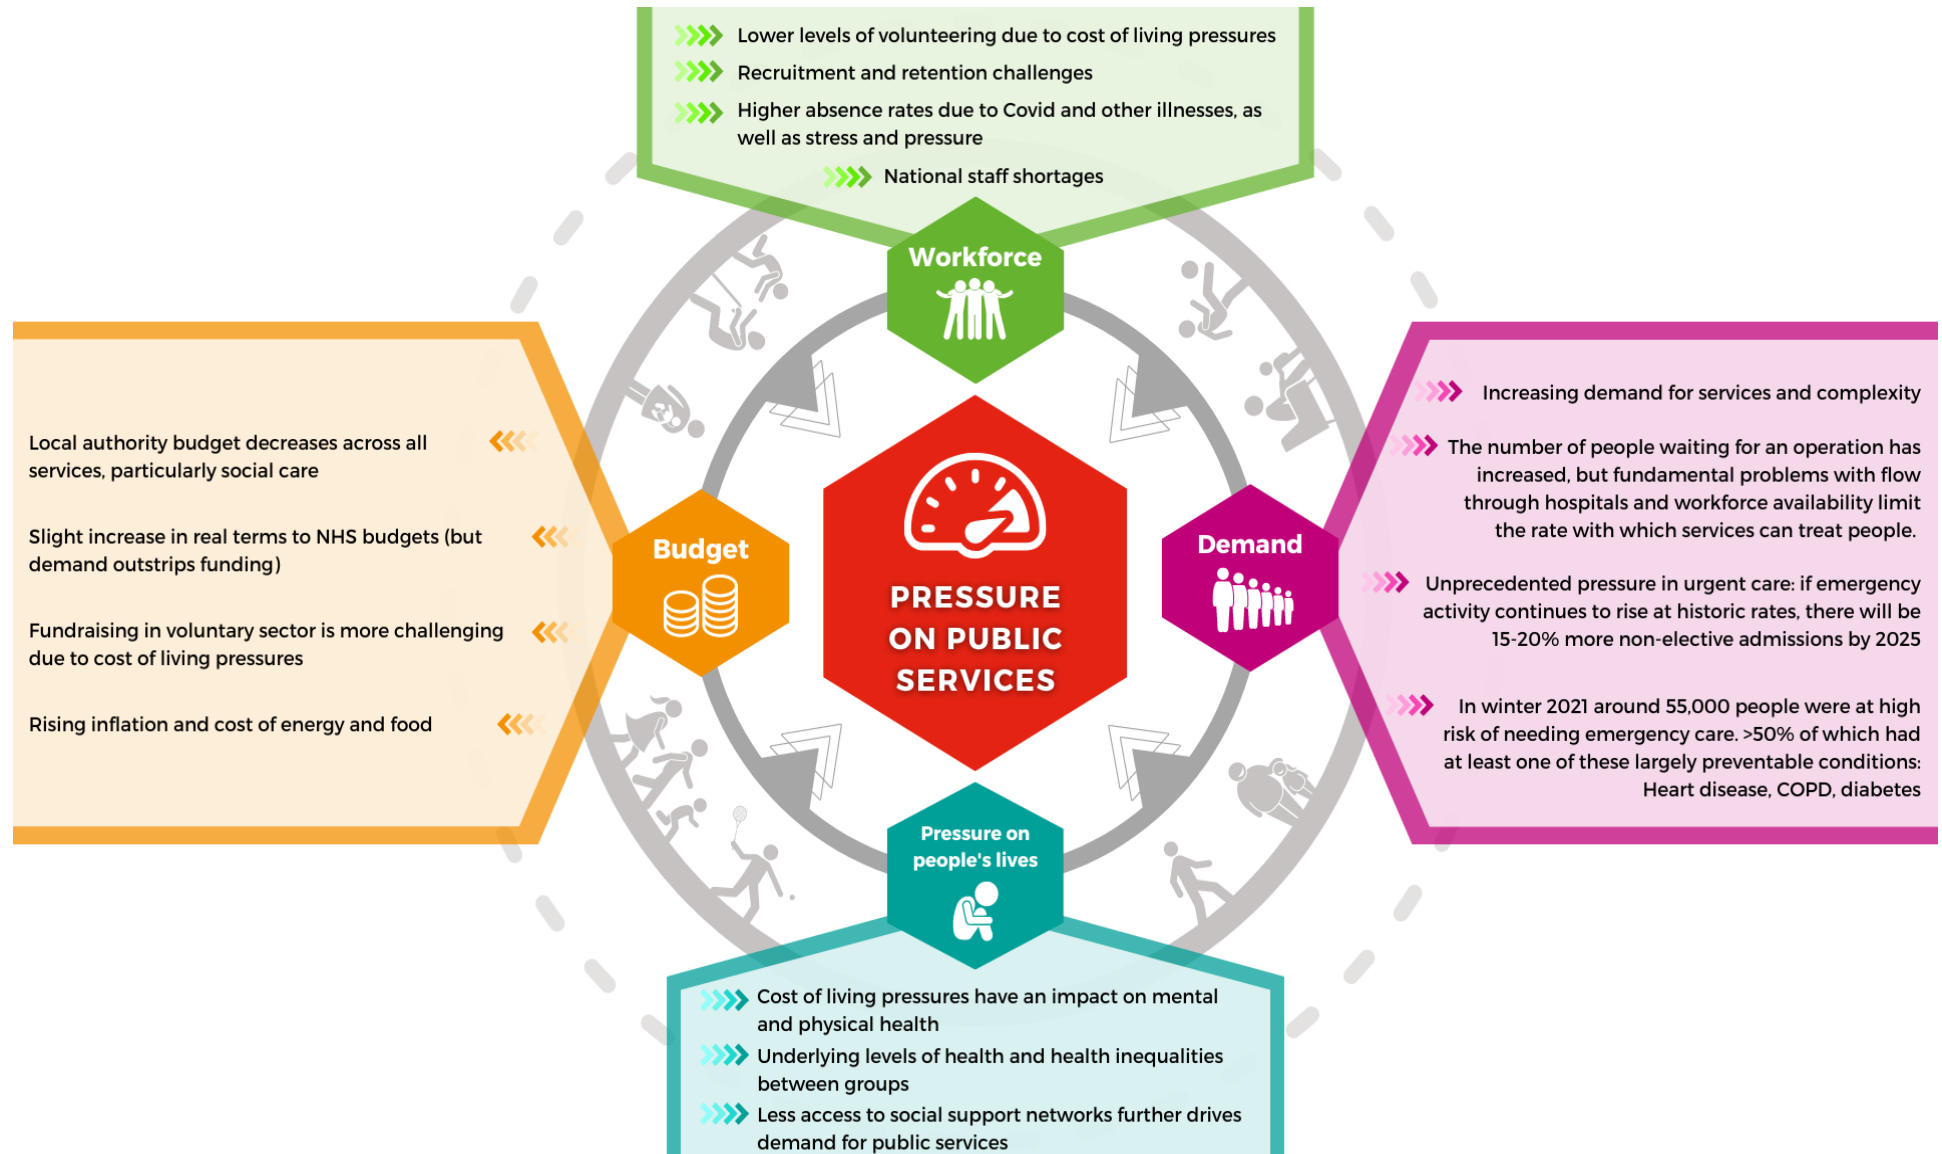 Lower levels of volunteering due to cost of living pressures
Recruitment and retention challenges
Higher absence rates due to Covid and other illnesses, as
well as stress and pressure
National staff shortages
Workforce
Local authority budget decreases across all
services, particularly social care
Slight increase in real terms to NHS budgets (but
demand outstrips funding)
Fundraising in voluntary sector is more challenging
due to cost of living pressures
Rising inflation and cost of energy and food
Budget
PRESSURE
ON PUBLIC
SERVICES
Demand
Increasing demand for services and complexity
The number of people waiting for an operation has
increased, but fundamental problems with flow
through hospitals and workforce availability limit
the rate with which services can treat people.
Unprecedented pressure in urgent care: if emergency
activity continues to rise at historic rates, there will be
15-20% more non-elective admissions by 2025
In winter 2021 around 55,000 people were at high
risk of needing emergency care. >50% of which had
at least one of these largely preventable conditions:
Heart disease, COPD, diabetes
Pressure on
people's lives
Cost of living pressures have an impact on mental
and physical health
Underlying levels of health and health inequalities
between groups
Less access to social support networks further drives
demand for public services